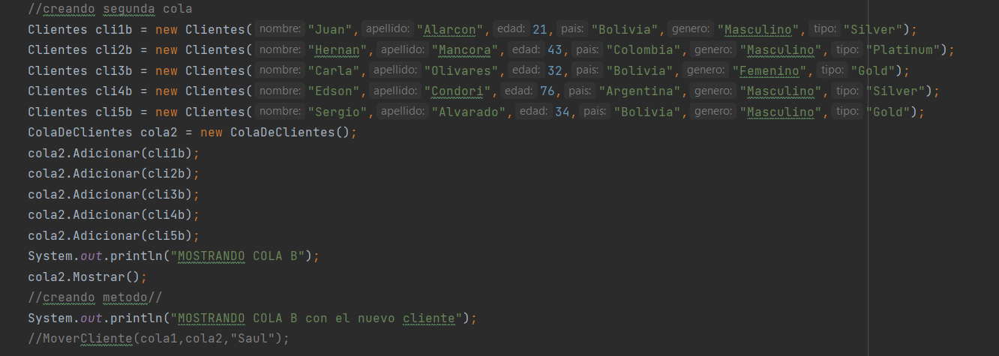 //creando segunda cola
Clientes cli1b = new Clientes( nombre: "Juan", apellido: "Alarcon", edad: 21, pais: "Bolivia", genero: "Masculino", tipo: "Silver");
Clientes cli2b = new Clientes( nombre: "Hernan", apellido: "Mancora", edad: 43, pais: "Colombia", genero: "Masculino", tipo: "Platinum");
Clientes cli3b = new Clientes( nombre: "Carla", apellido: "Olivares", edad: 32, pais: "Bolivia", genero: "Femenino", tipo: "Gold");
Clientes cli4b = new Clientes( nombre: "Edson", apellido: "Condori", edad: 76, pais: "Argentina", genero: "Masculino", tipo: "Silver");
Clientes cli5b = new Clientes( nombre: "Sergio", apellido: "Alvarado", edad: 34, pais: "Bolivia", genero: "Masculino", tipo: "Gold");
ColaDeClientes cola2 = new ColaDeClientes();
cola2.Adicionar(cli1b);
cola2.Adicionar(cli2b);
cola2.Adicionar(cli3b);
cola2.Adicionar(cli4b);
cola2.Adicionar(cli5b);
System.out.println("MOSTRANDO COLA B");
cola2.Mostrar();
//creando metodo//
System.out.println("MOSTRANDO COLA B con el nuevo cliente");
//MoverCliente(cola1,cola2,"Saul");